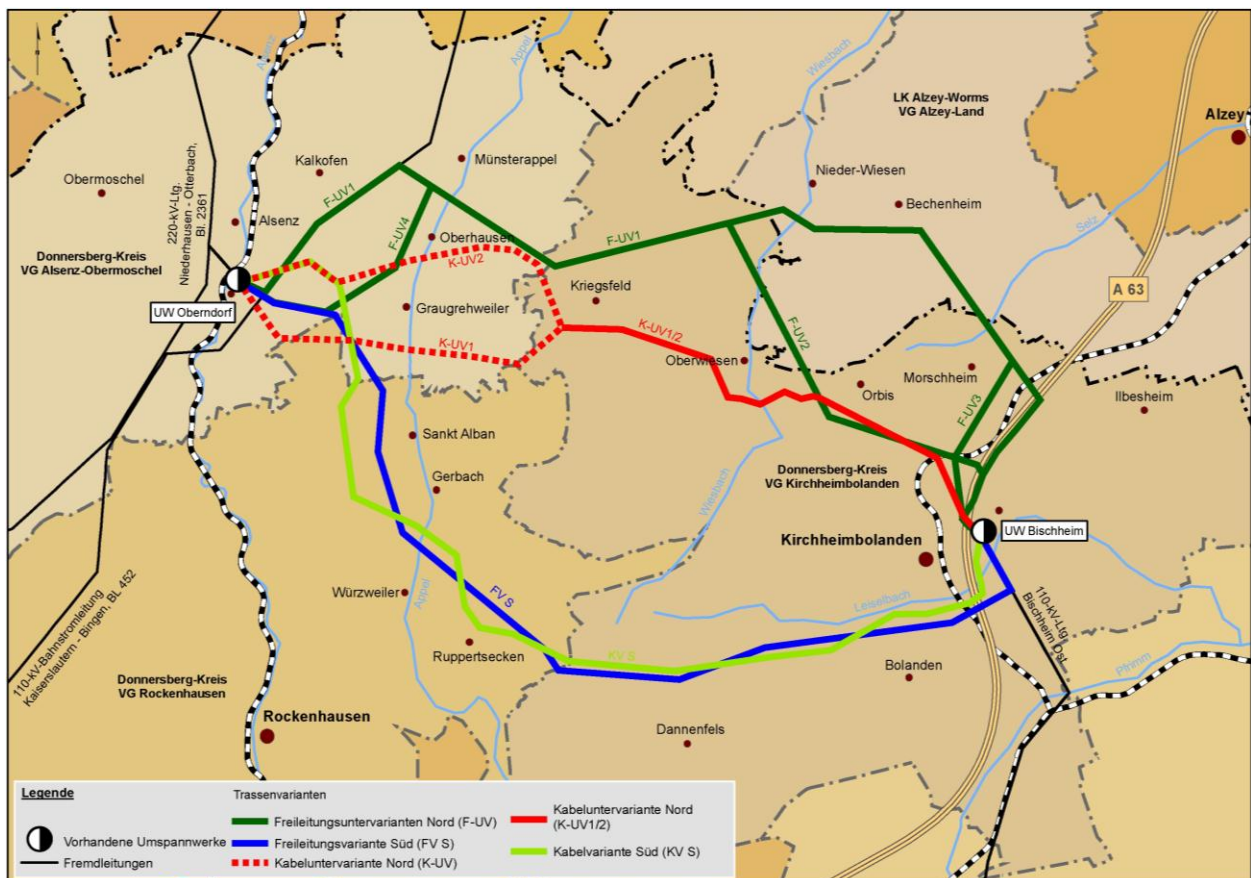 Alsenz
Appel
Wiesbach
LK Alzey-Worms
VG Alzey-Land
Alzey
Kalkofen
Münsterappel
Obermoschel
Nieder-Wiesen
Bechenheim
Selz
220-kV-Ltg.
Niederhausen - Otterbach,
Bl. 2361
F-UV1
F-UV4
Alsenz
Oberhausen
F-UV1
Donnersberg-Kreis
VG Alsenz-Obermoschel
K-UV2
Kriegsfeld
A 63
UW Oberndorf
Graugrehweiler
F-UV2
K-UV1
K-UV1/2
Oberwiesen
Orbis
Morschheim
F-UV3
Ilbesheim
Sankt Alban
Gerbach
Donnersberg-Kreis
VG Kirchheimbolanden
Wiesbach
UW Bischheim
Kirchheimbolanden
Würzweiler
Appel
FV S
Leiselbach
110-kV-Ltg.
Bischheim Ost
110-kV-Bahnstromleitung
Kaiserslautern - Bingen, BL 452
Ruppertsecken
KV S
Bolanden
Pfrimm
Donnersberg-Kreis
VG Rockenhausen
Rockenhausen
Dannenfels
Legende
Trassenvarianten
Vorhandene Umspannwerke
Fremdleitungen
Freileitungsuntervarianten Nord (F-UV)
Freileitungsvariante Süd (FV S)
Kabeluntervariante Nord (K-UV)
Kabeluntervariante Nord
(K-UV1/2)
Kabelvariante Süd (KV S)